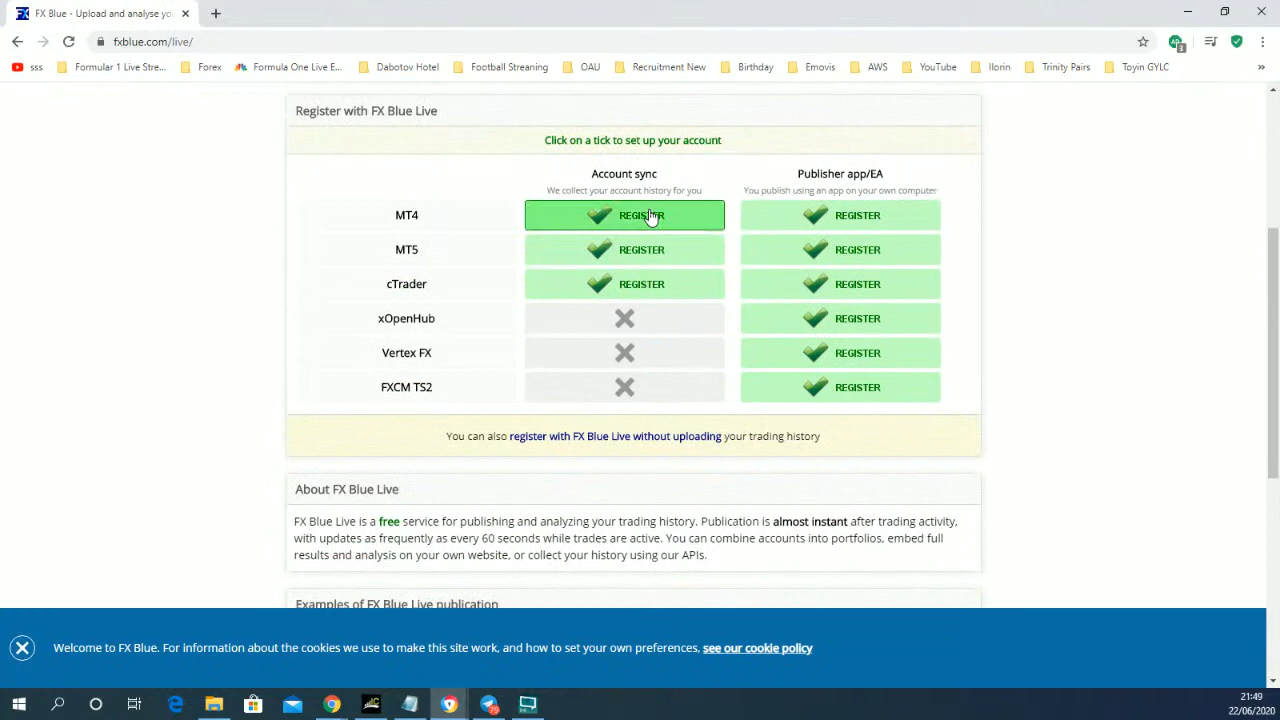 FX Blue - Upload and analyse yo
fxblue.com/live/
3
sss
Formular 1 Live Stre...
Forex
Formula One Live E...
Dabotov Hotel
Football Streaming
OAU
Recruitment New
Birthday
Emovis
AWS
YouTube
Ilorin
Trinity Pairs
Toyin GYLC
»
Register with FX Blue Live
Click on a tick to set up your account
Account sync
Publisher app/EA
We collect your account history for you
You publish using an app on your own computer
MT4
REGISTER
REGISTER
MT5
REGISTER
REGISTER
cTrader
REGISTER
REGISTER
xOpenHub
REGISTER
Vertex FX
REGISTER
FXCM TS2
REGISTER
You can also register with FX Blue Live without uploading your trading history
About FX Blue Live
FX Blue Live is a free service for publishing and analyzing your trading history. Publication is almost instant after trading activity,
with updates as frequently as every 60 seconds while trades are active. You can combine accounts into portfolios, embed full
results and analysis on your own website, or collect your history using our APIs.
Examples of FX Blue Live publication
Welcome to FX Blue. For information about the cookies we use to make this site work, and how to set your own preferences, see our cookie policy
79
21:49
22/06/2020